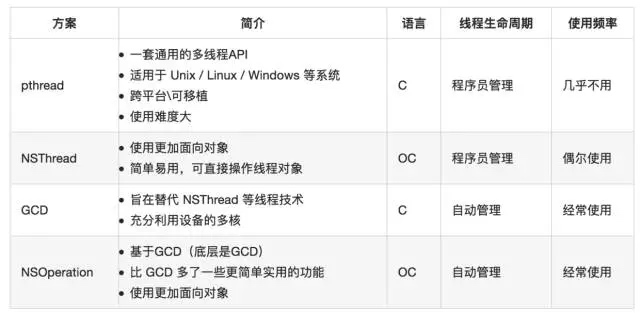 方案 简介 语言 线程生命周期 使用频率
pthread
• 一套通用的多线程API
• 适用于 Unix / Linux / Windows 等系统
• 跨平台\可移植
• 使用难度大
C 程序员管理 几乎不用
NSThread
• 使用更加面向对象
• 简单易用，可直接操作线程对象
OC 程序员管理 偶尔使用
GCD
• 旨在替代 NSThread 等线程技术
• 充分利用设备的多核
C 自动管理 经常使用
NSOperation
• 基于GCD（底层是GCD）
• 比 GCD 多了一些更简单实用的功能
• 使用更加面向对象
OC 自动管理 经常使用